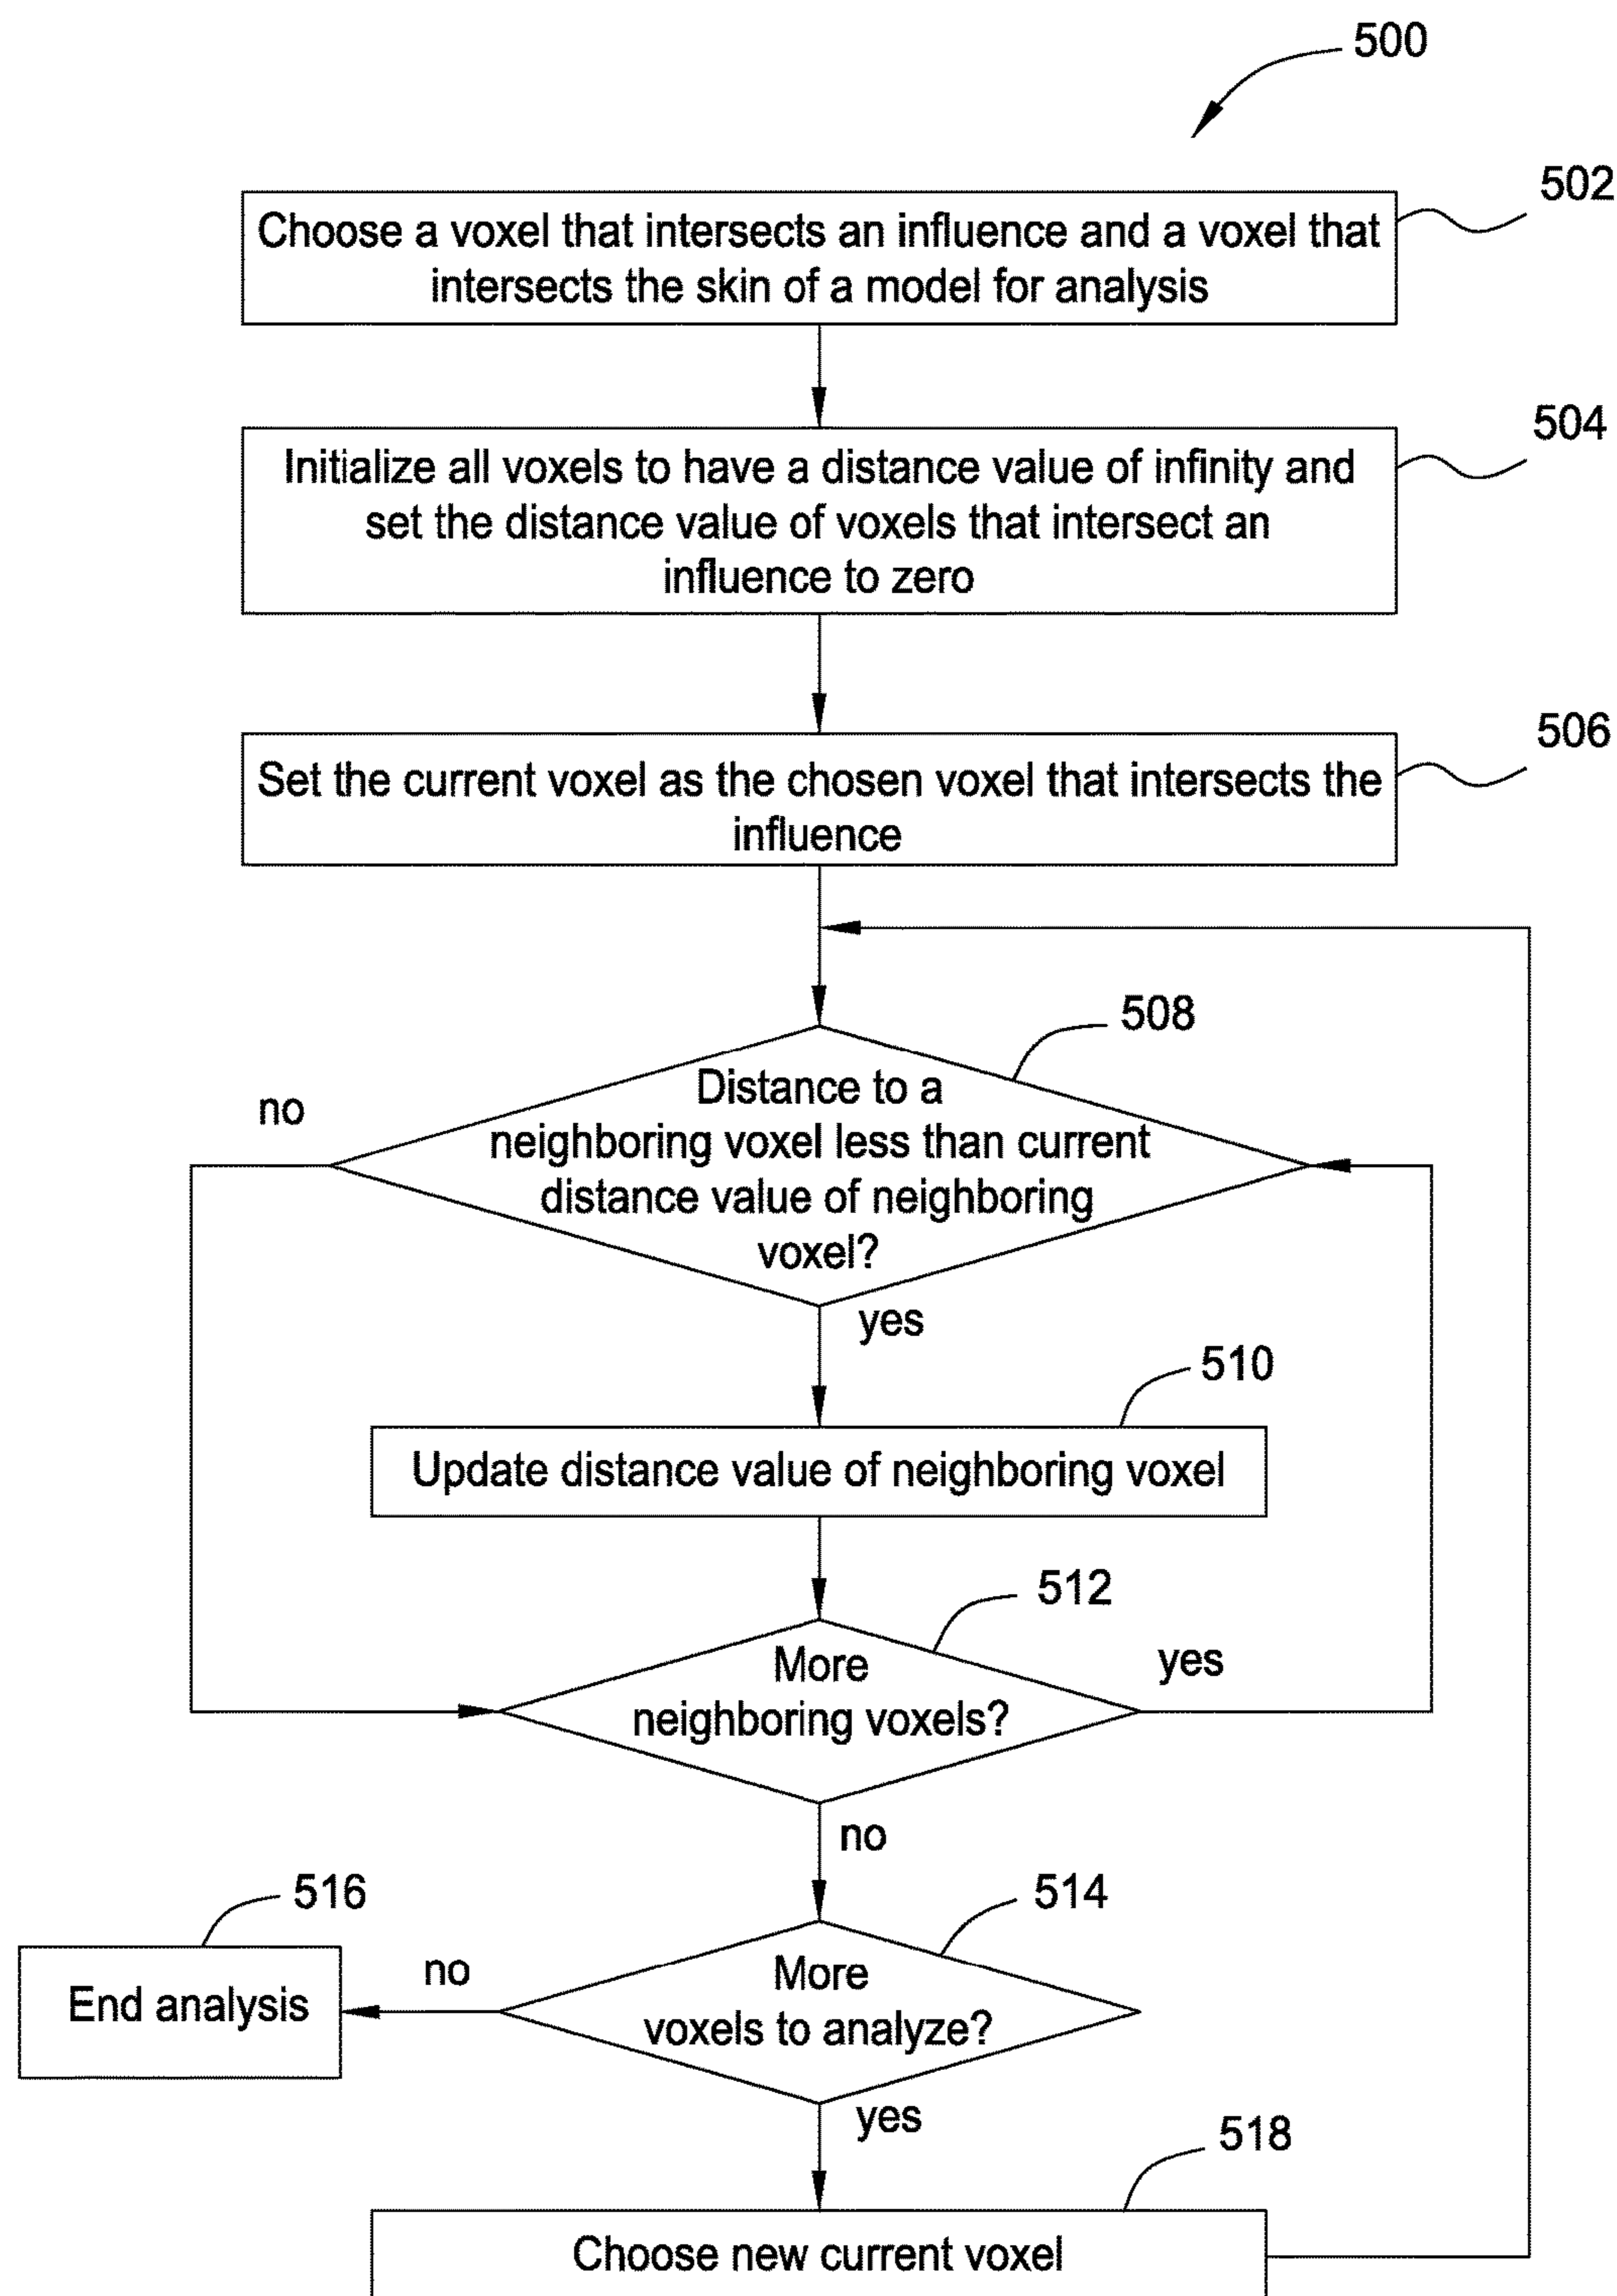 500
502
Choose a voxel that intersects an influence and a voxel that
intersects the skin of a model for analysis
504
Initialize all voxels to have a distance value of infinity and
set the distance value of voxels that intersect an
influence to zero
506
Set the current voxel as the chosen voxel that intersects the
influence
508
no
Distance to a
neighboring voxel less than current
distance value of neighboring
voxel?
yes
510
Update distance value of neighboring voxel
512
More
neighboring voxels?
yes
no
516
514
End analysis
no
More
voxels to analyze?
yes
518
Choose new current voxel